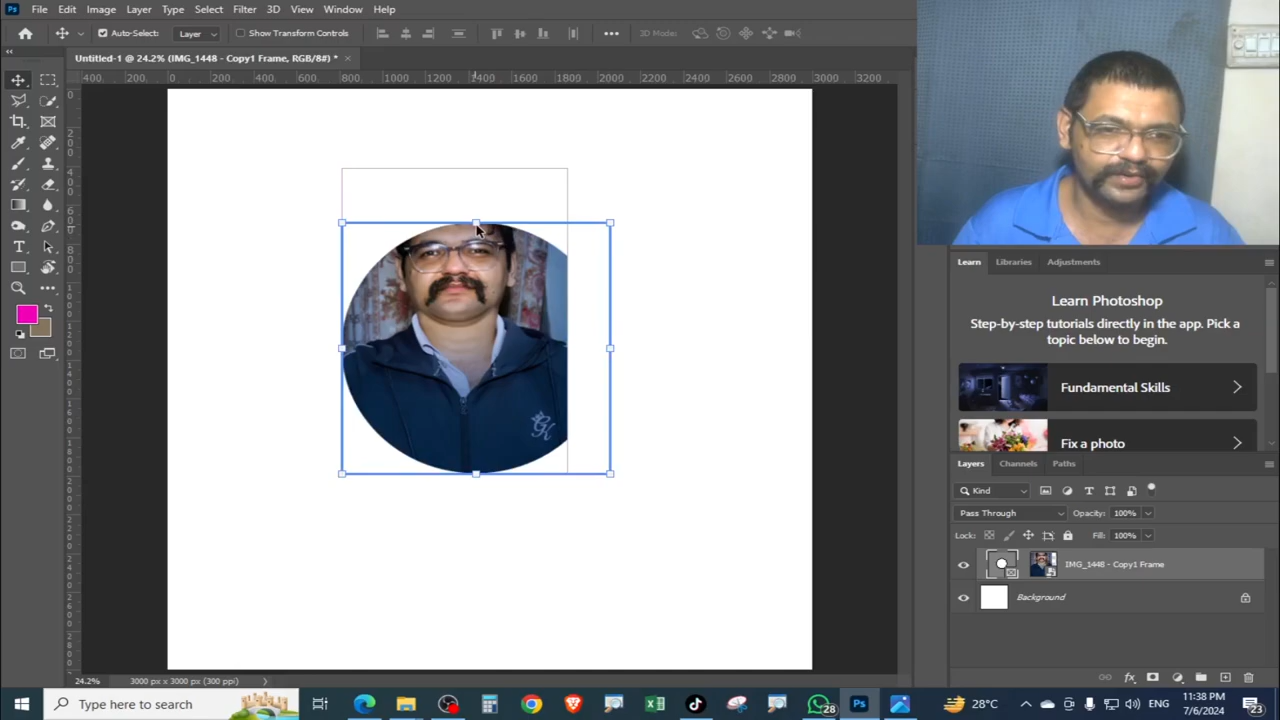 Ps File Edit Image Layer Type Select Filter 3D View Window Help
Auto-Select: Layer Show Transform Controls 3D Mode:
Untitled-1 @ 24.2% (IMG_1448 - Copy1 Frame, RGB/8#) *
400 200 0 200 400 600 800 1000 1200 1400 1600 1800 2000 2200 2400 2600 2800 3000 3200
GK
Learn Libraries Adjustments
Learn Photoshop
Step-by-step tutorials directly in the app. Pick a
topic below to begin.
Fundamental Skills
Fix a photo
Layers Channels Paths
Kind
Pass Through Opacity: 100%
Lock: Fill: 100%
IMG_1448 - Copy1 Frame
Background
24.2% 3000 px x 3000 px (300 ppi)
Type here to search
28
Ps
28°C
ENG
11:38 PM
7/6/2024
23